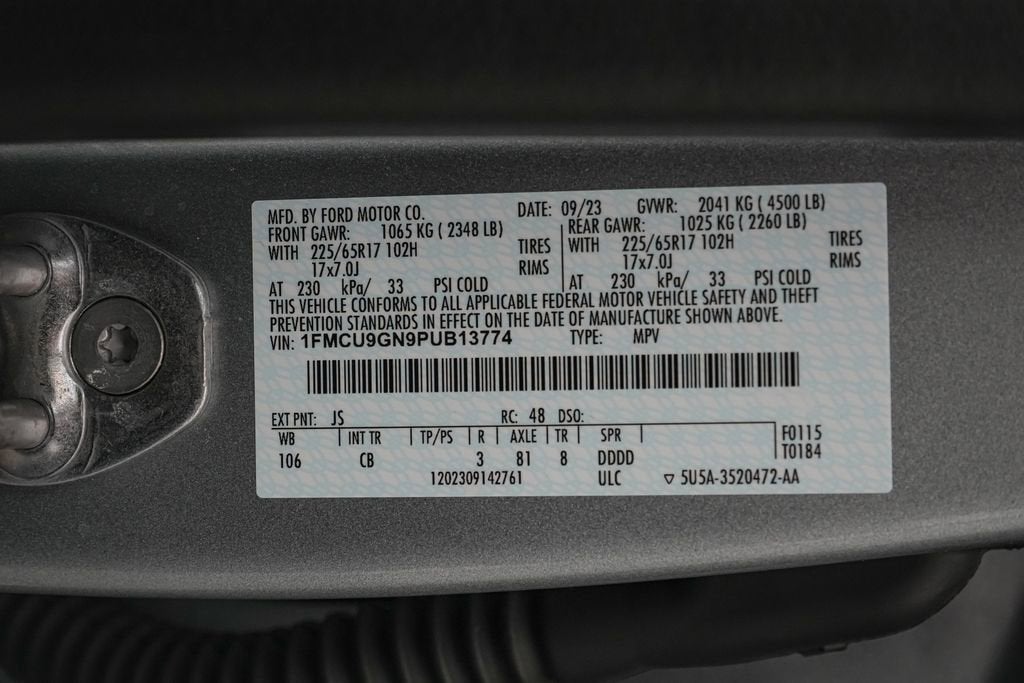 MFD. BY FORD MOTOR CO. DATE: 09/23 GVWR: 2041 KG ( 4500 LB)
FRONT GAWR: 1065 KG ( 2348 LB) REAR GAWR: 1025 KG ( 2260 LB)
WITH 225/65R17 102H TIRES WITH 225/65R17 102H TIRES
17x7.0J RIMS 17x7.0J RIMS
AT 230 kPa/ 33 PSI COLD AT 230 kPa/ 33 PSI COLD
THIS VEHICLE CONFORMS TO ALL APPLICABLE FEDERAL MOTOR VEHICLE SAFETY AND THEFT
PREVENTION STANDARDS IN EFFECT ON THE DATE OF MANUFACTURE SHOWN ABOVE.
VIN: 1FMCU9GN9PUB13774 TYPE: MPV
EXT PNT: JS RC: 48 DSO:
WB INT TR TP/PS R AXLE TR SPR F0115
106 CB 3 81 8 DDDD T0184
1202309142761 ULC ▽ 5U5A-3520472-AA